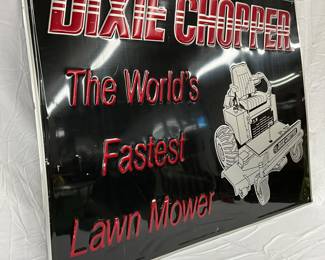 DIXIE CHOPPER
The World's
Fastest
Lawn Mower